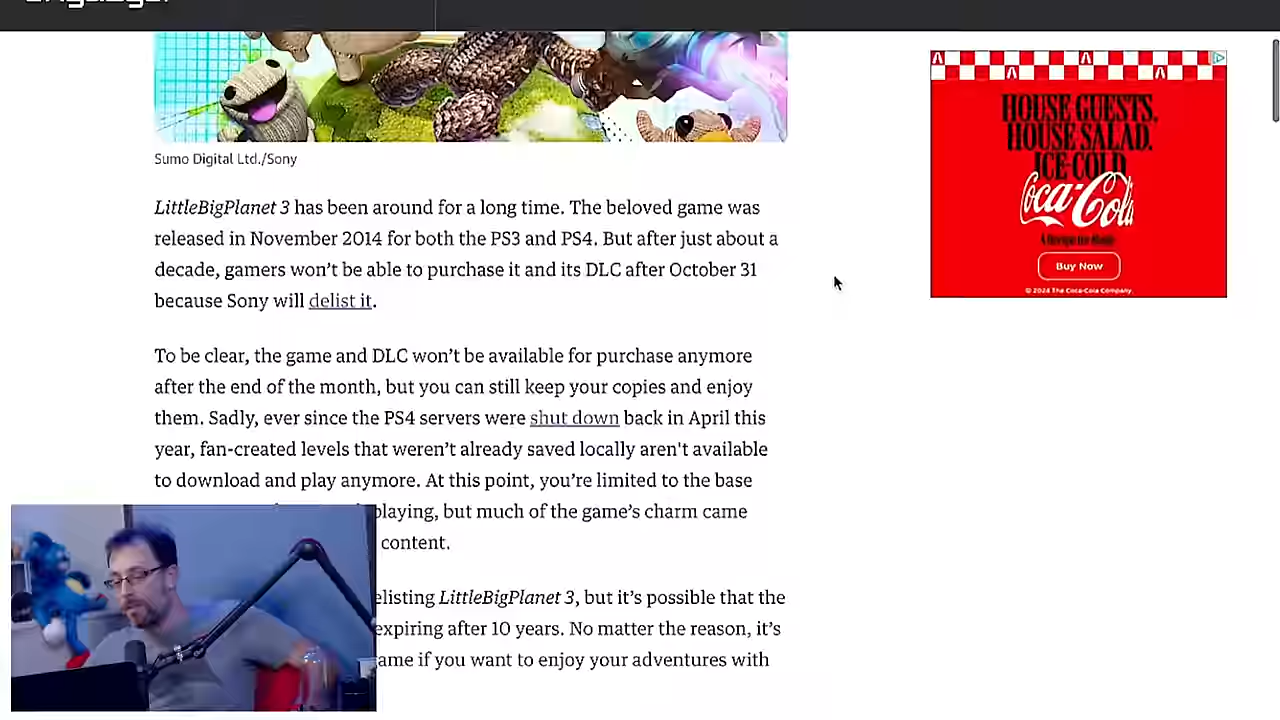 Sumo Digital Ltd./Sony
LittleBigPlanet 3 has been around for a long time. The beloved game was
released in November 2014 for both the PS3 and PS4. But after just about a
decade, gamers won’t be able to purchase it and its DLC after October 31
because Sony will delist it.
To be clear, the game and DLC won’t be available for purchase anymore
after the end of the month, but you can still keep your copies and enjoy
them. Sadly, ever since the PS4 servers were shut down back in April this
year, fan-created levels that weren’t already saved locally aren't available
to download and play anymore. At this point, you’re limited to the base
playing, but much of the game’s charm came
content.
elisting LittleBigPlanet 3, but it’s possible that the
expiring after 10 years. No matter the reason, it’s
ame if you want to enjoy your adventures with
HOUSE GUESTS.
HOUSE SALAD.
ICE-COLD
Coca-Cola
Buy Now
© 2024 The Coca-Cola Company.